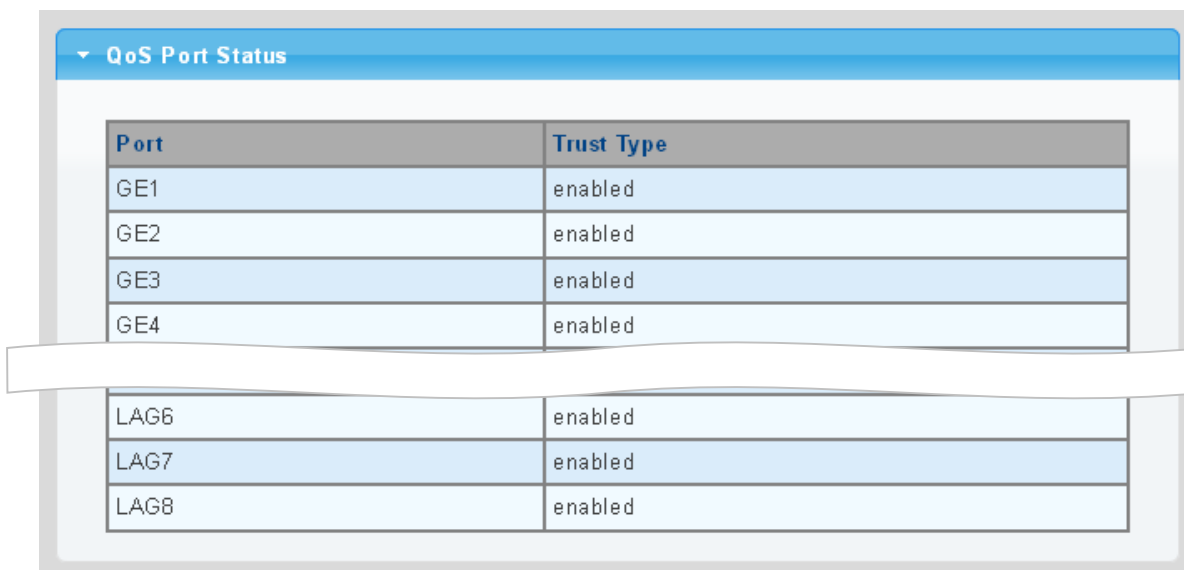 QoS Port Status
Port Trust Type
GE1 enabled
GE2 enabled
GE3 enabled
GE4 enabled
LAG6 enabled
LAG7 enabled
LAG8 enabled